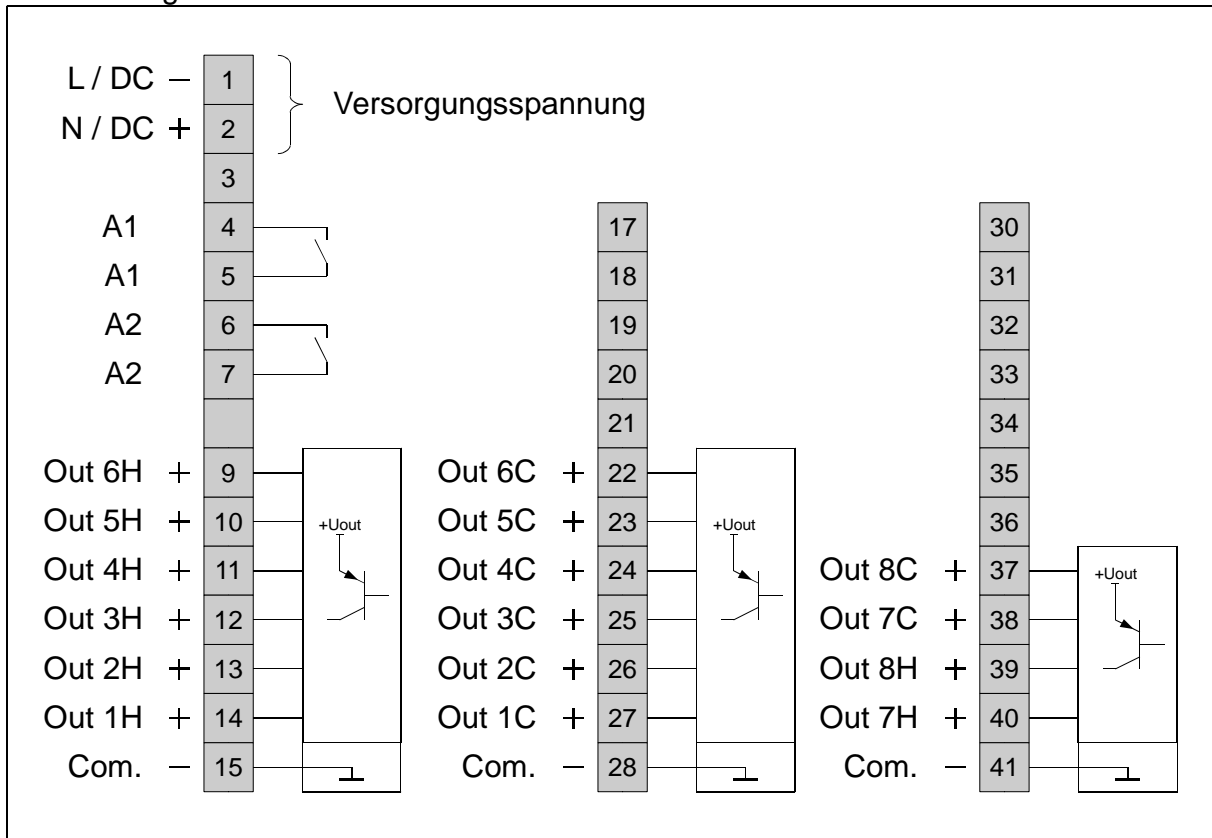 L / DC − 1
N / DC + 2
Versorgungsspannung
3
A1 4
A1 5
A2 6
A2 7
Out 6H + 9
Out 5H + 10
Out 4H + 11
Out 3H + 12
Out 2H + 13
Out 1H + 14
Com. − 15
+Uout
17
18
19
20
21
Out 6C + 22
Out 5C + 23
Out 4C + 24
Out 3C + 25
Out 2C + 26
Out 1C + 27
Com. − 28
+Uout
30
31
32
33
34
35
36
Out 8C + 37
Out 7C + 38
Out 8H + 39
Out 7H + 40
Com. − 41
+Uout